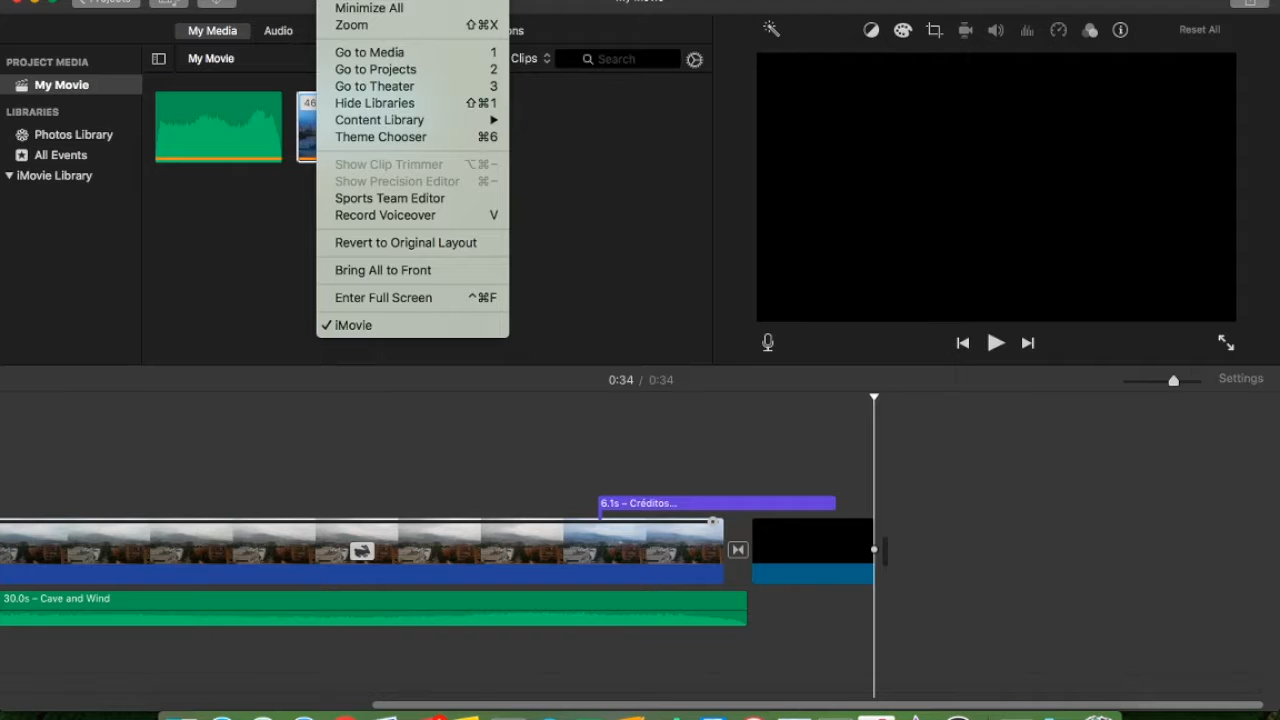 Projects
My Movie
Minimize All
Zoom ⇧⌘X
Go to Media 1
Go to Projects 2
Go to Theater 3
Hide Libraries ⇧⌘1
Content Library
Theme Chooser ⌘6
Show Clip Trimmer ⌥⌘–
Show Precision Editor ⌘–
Sports Team Editor
Record Voiceover V
Revert to Original Layout
Bring All to Front
Enter Full Screen ^⌘F
✓ iMovie
My Media
Audio
Reset All
PROJECT MEDIA
My Movie
Clips
Search
My Movie
LIBRARIES
Photos Library
All Events
iMovie Library
46
0:34 / 0:34
Settings
6.1s – Créditos...
30.0s – Cave and Wind